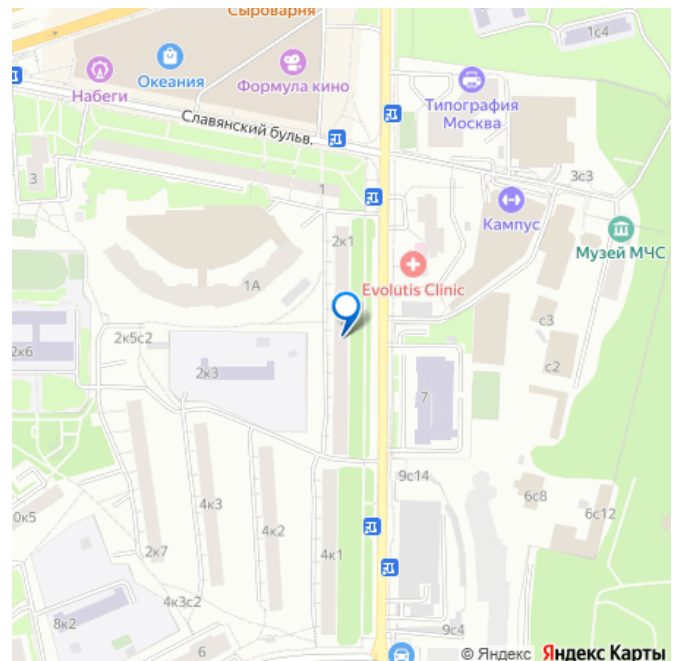 Сыроварня
1с4
Океания
Набеги
Формула кино
Типография
Москва
Славянский бульв.
3
1
3с3
Кампус
Музей МЧС
2к1
Evolutis Clinic
1А
с3
2к5с2
2к6
2к3
с2
7
9с14
4к3
6с8
4к2
6с12
0к5
2к7
4к1
4к3с2
8к2
9с4
6
© Яндекс Яндекс Карты